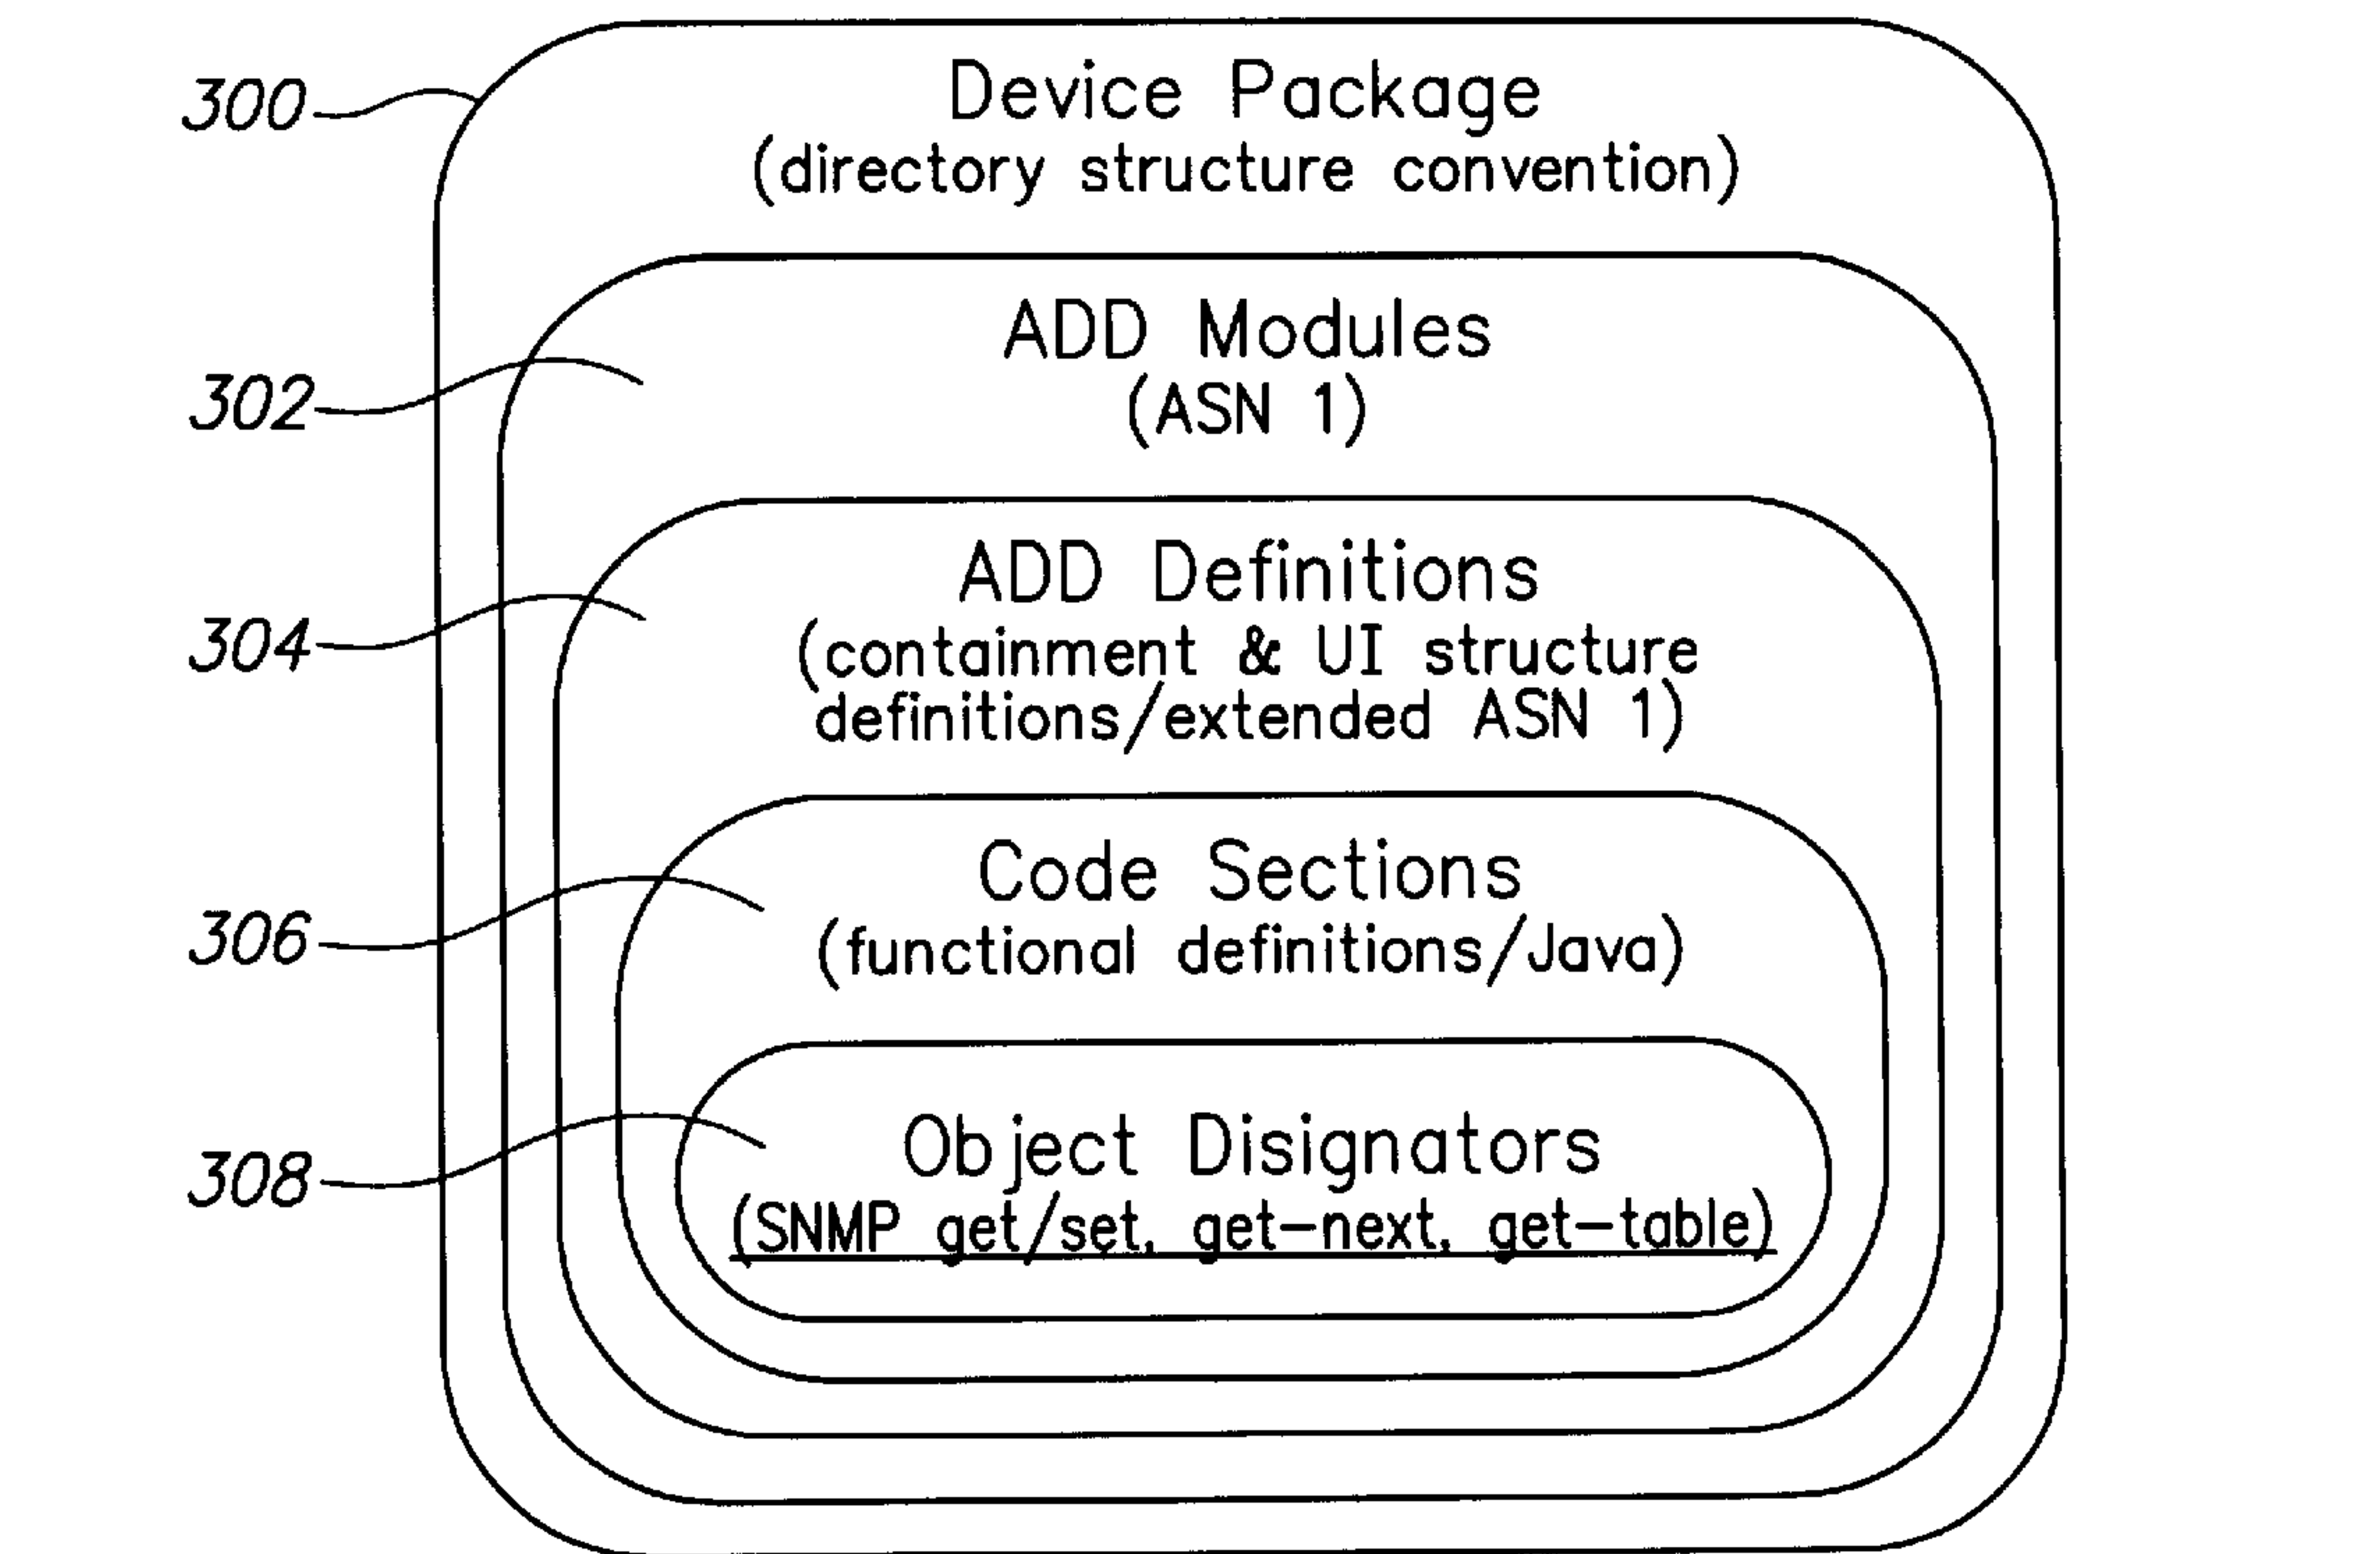 300
Device Package
(directory structure convention)
302
ADD Modules
(ASN 1)
304
ADD Definitions
(containment & UI structure
definitions/extended ASN 1)
306
Code Sections
(functional definitions/Java)
308
Object Disignators
(SNMP get/set, get-next, get-table)